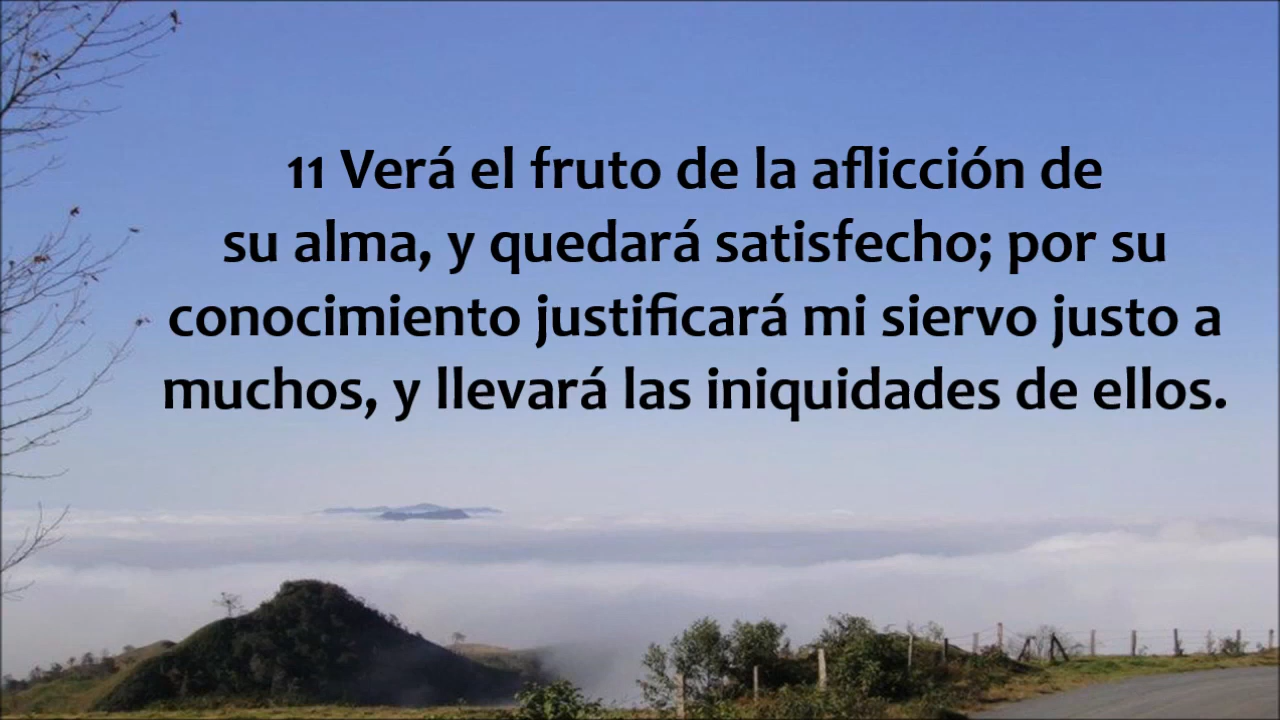 11 Verá el fruto de la aflicción de
su alma, y quedará satisfecho; por su
conocimiento justificará mi siervo justo a
muchos, y llevará las iniquidades de ellos.